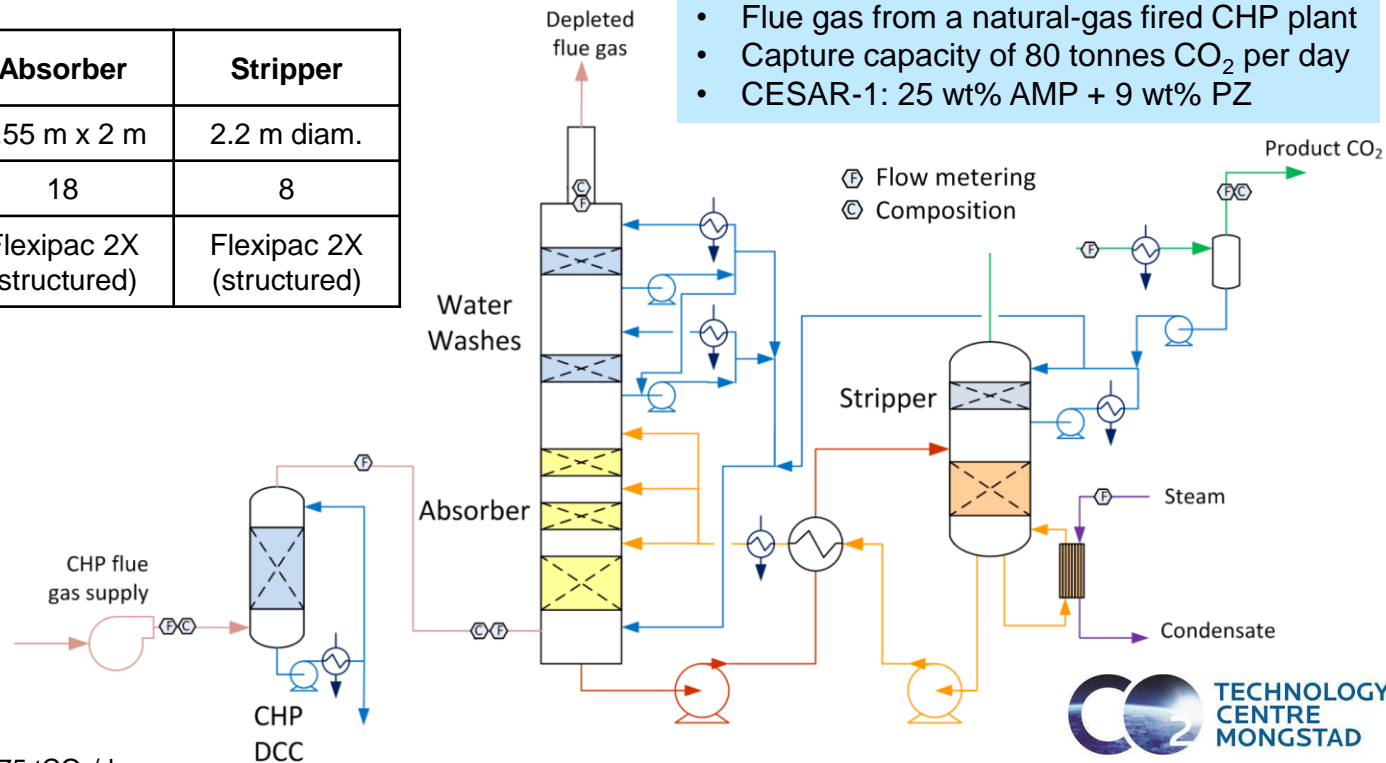 Absorber
Stripper
55 m x 2 m
2.2 m diam.
18
8
Flexipac 2X
(structured)
Flexipac 2X
(structured)
• Flue gas from a natural-gas fired CHP plant
• Capture capacity of 80 tonnes CO₂ per day
• CESAR-1: 25 wt% AMP + 9 wt% PZ
Depleted
flue gas
Product CO₂
F Flow metering
C Composition
C
F
F C
F
Water
Washes
Stripper
F
Absorber
F
Steam
CHP flue
gas supply
F C
C F
Condensate
CHP
DCC
CO2 TECHNOLOGY
CENTRE
MONGSTAD